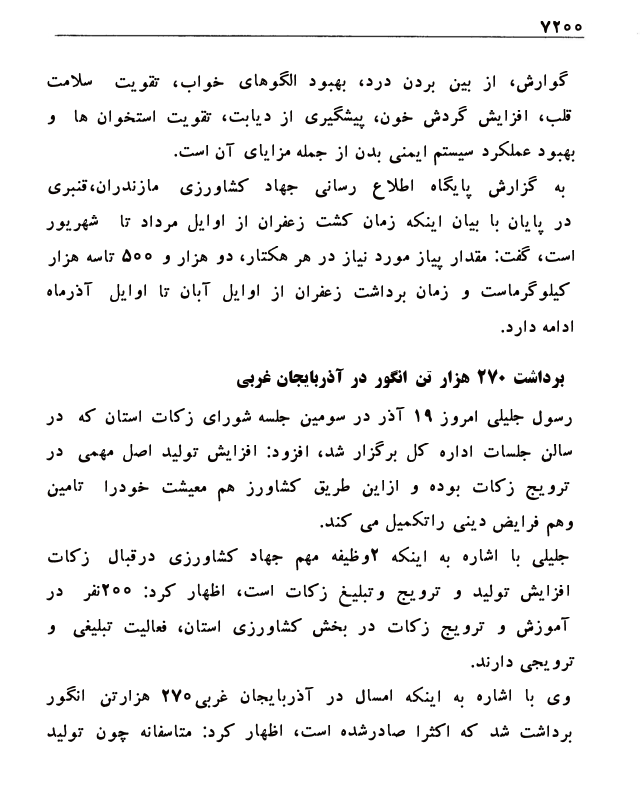 ۷۲۰۰
گوارش، از بین بردن درد، بهبود الگوهای خواب، تقویت سلامت
قلب، افزایش گردش خون، پیشگیری از دیابت، تقویت استخوان ها و
بهبود عملکرد سیستم ایمنی بدن از جمله مزایای آن است.
به گزارش پایگاه اطلاع رسانی جهاد کشاورزی مازندران،قنبری
در پایان با بیان اینکه زمان کشت زعفران از اوایل مرداد تا شهریور
است، گفت: مقدار پیاز مورد نیاز در هر هکتار، دو هزار و ۵۰۰ تاسه هزار
کیلوگرماست و زمان برداشت زعفران از اوایل آبان تا اوایل آذرماه
ادامه دارد.
برداشت ۲۷۰ هزار تن انگور در آذربایجان غربی
رسول جلیلی امروز ۱۹ آذر در سومین جلسه شورای زکات استان که در
سالن جلسات اداره کل برگزار شد، افزود: افزایش تولید اصل مهمی در
ترویج زکات بوده و ازاین طریق کشاورز هم معیشت خودرا تامین
وهم فرایض دینی راتکمیل می کند.
جلیلی با اشاره به اینکه ۲وظیفه مهم جهاد کشاورزی درقبال زکات
افزایش تولید و ترویج وتبلیغ زکات است، اظهار کرد: ۲۰۰نفر در
آموزش و ترویج زکات در بخش کشاورزی استان، فعالیت تبلیغی و
ترویجی دارند.
وی با اشاره به اینکه امسال در آذربایجان غربی۲۷۰ هزارتن انگور
برداشت شد که اکثرا صادرشده است، اظهار کرد: متاسفانه چون تولید